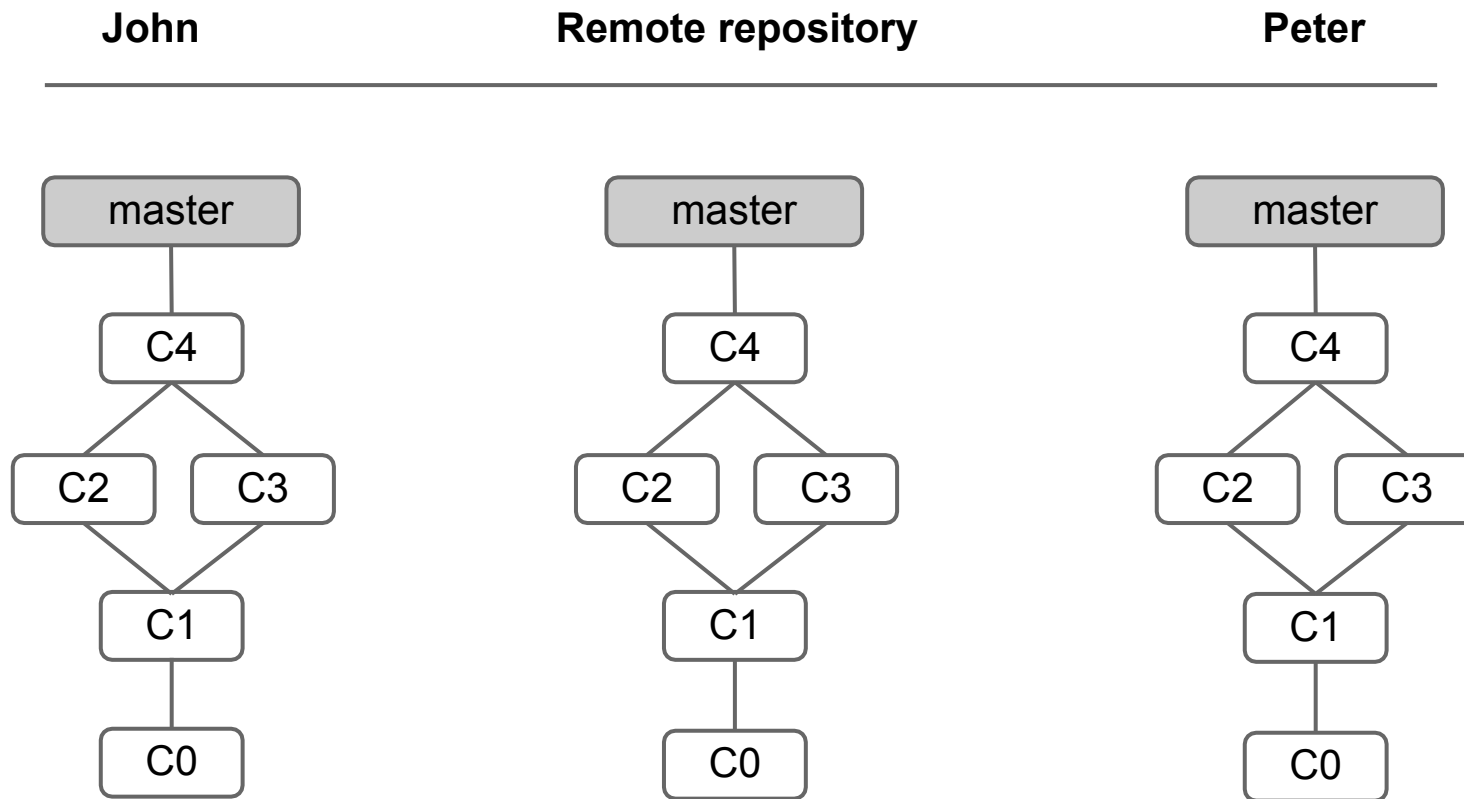 John Remote repository Peter
master master master
C4 C4 C4
C2 C3 C2 C3 C2 C3
C1 C1 C1
C0 C0 C0